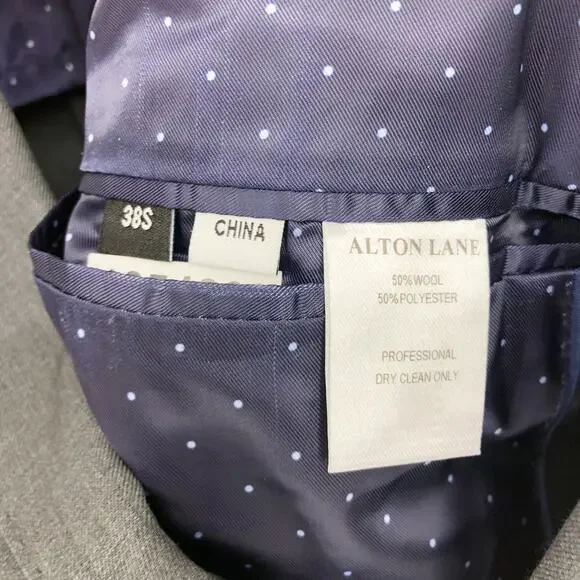 38S
CHINA
ALTON LANE
50%WOOL
50%POLYESTER
PROFESSIONAL
DRY CLEAN ONLY